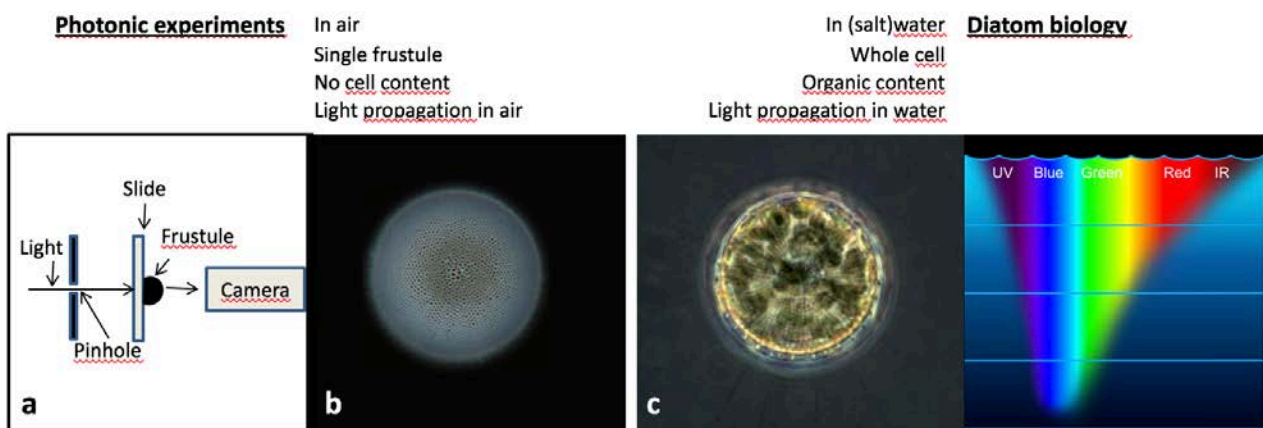 Photonic experiments
In air
Single frustule
No cell content
Light propagation in air
In (salt)water
Whole cell
Organic content
Light propagation in water
Diatom biology
Slide
Frustule
Light
Camera
Pinhole
a
b
c
UV Blue Green Red IR